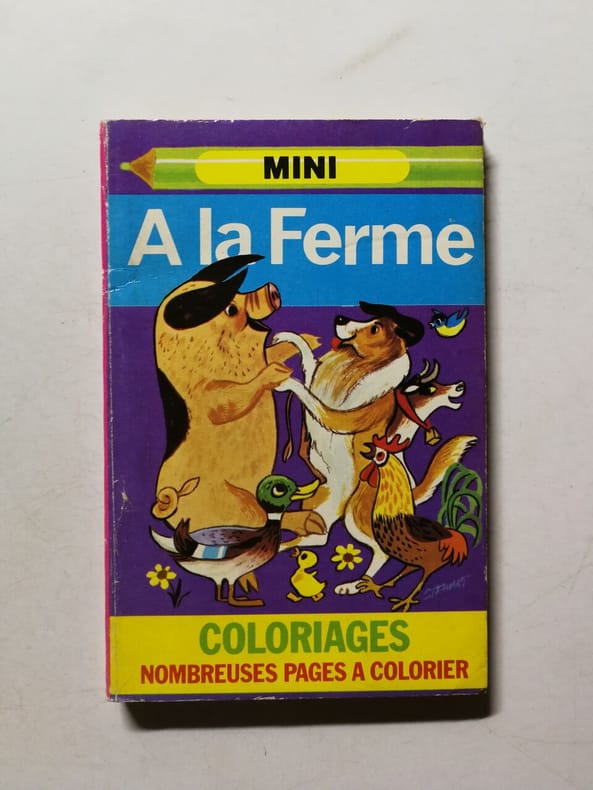 MINI
A la Ferme
COLORIAGES
NOMBREUSES PAGES A COLORIER